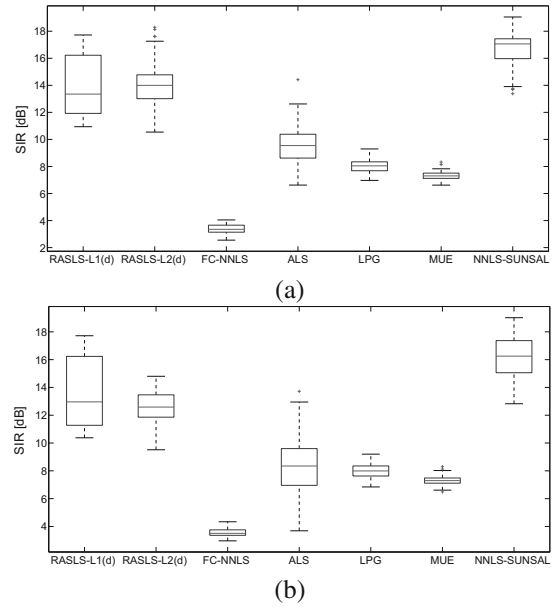 18
16
14
12
10
8
6
4
2
SIR [dB]
RASLS-L1(d) RASLS-L2(d) FC-NNLS ALS LPG MUE NNLS-SUNSAL
(a)
18
16
14
12
10
8
6
4
SIR [dB]
RASLS-L1(d) RASLS-L2(d) FC-NNLS ALS LPG MUE NNLS-SUNSAL
(b)